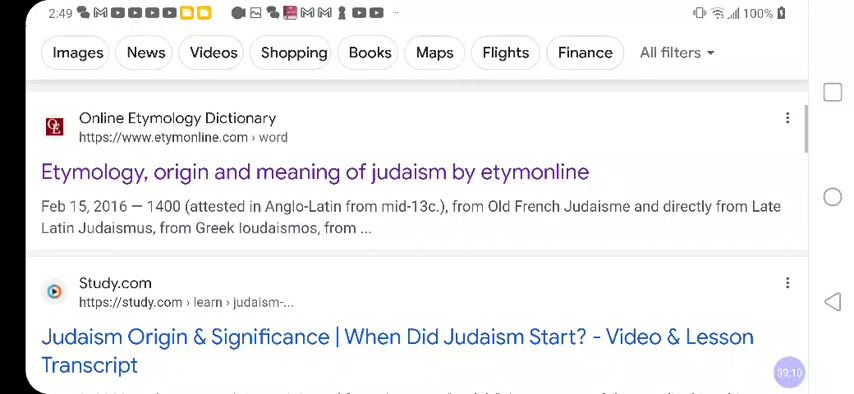 2:49
100%
Images News Videos Shopping Books Maps Flights Finance All filters
Online Etymology Dictionary
https://www.etymonline.com › word
Etymology, origin and meaning of judaism by etymonline
Feb 15, 2016 — 1400 (attested in Anglo-Latin from mid-13c.), from Old French Judaisme and directly from Late
Latin Judaismus, from Greek Ioudaismos, from ...
Study.com
https://study.com › learn › judaism-...
Judaism Origin & Significance | When Did Judaism Start? - Video & Lesson
Transcript
39:10